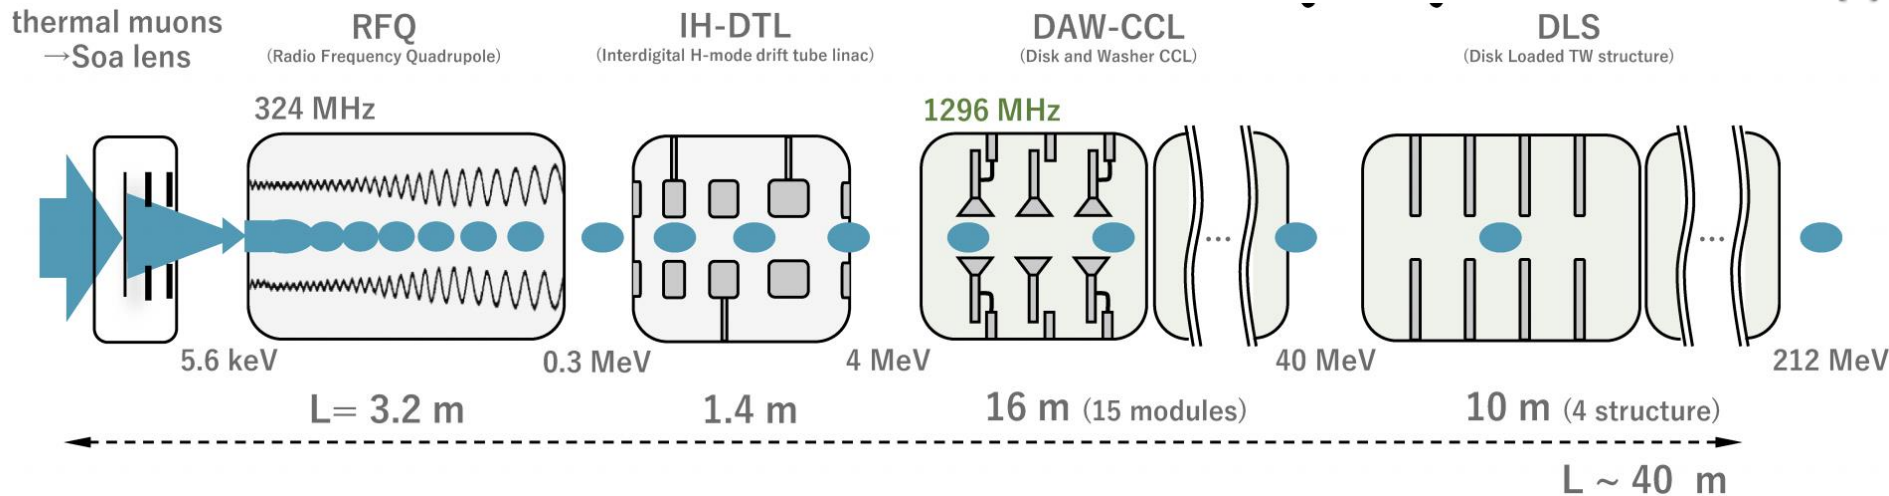 thermal muons
→Soa lens
RFQ
(Radio Frequency Quadrupole)
IH-DTL
(Interdigital H-mode drift tube linac)
DAW-CCL
(Disk and Washer CCL)
DLS
(Disk Loaded TW structure)
324 MHz
1296 MHz
...
...
5.6 keV
0.3 MeV
4 MeV
40 MeV
212 MeV
L= 3.2 m
1.4 m
16 m (15 modules)
10 m (4 structure)
L ~ 40 m